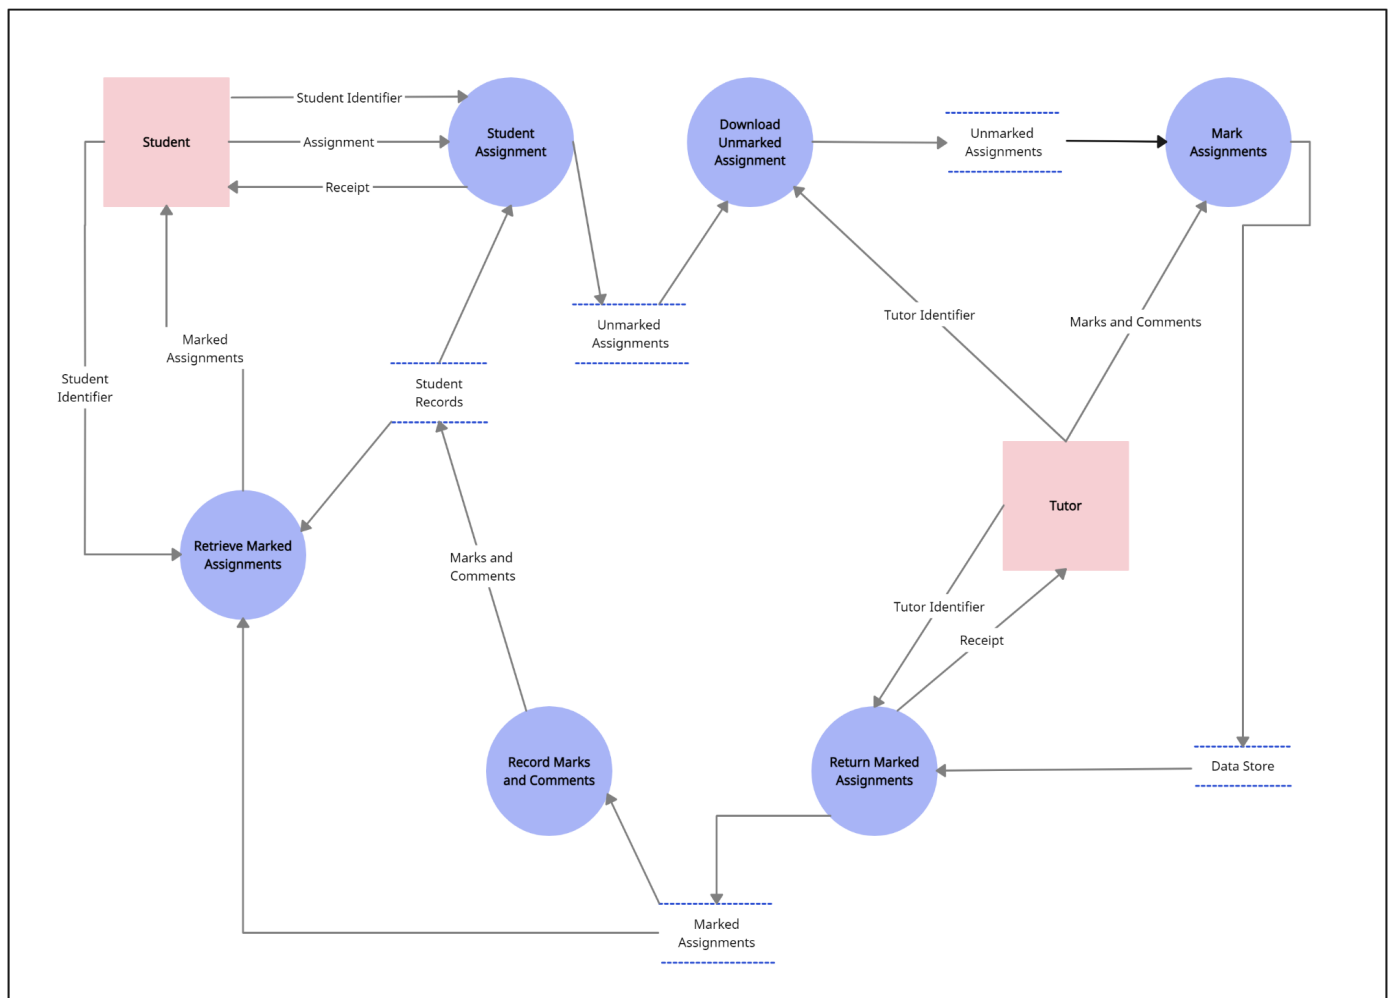 Student Identifier
Student
Assignment
Receipt
Student
Assignment
Download
Unmarked
Assignment
Unmarked
Assignments
Mark
Assignments
Tutor Identifier
Marks and Comments
Unmarked
Assignments
Marked
Assignments
Student
Identifier
Student
Records
Tutor
Retrieve Marked
Assignments
Marks and
Comments
Tutor Identifier
Receipt
Record Marks
and Comments
Return Marked
Assignments
Data Store
Marked
Assignments